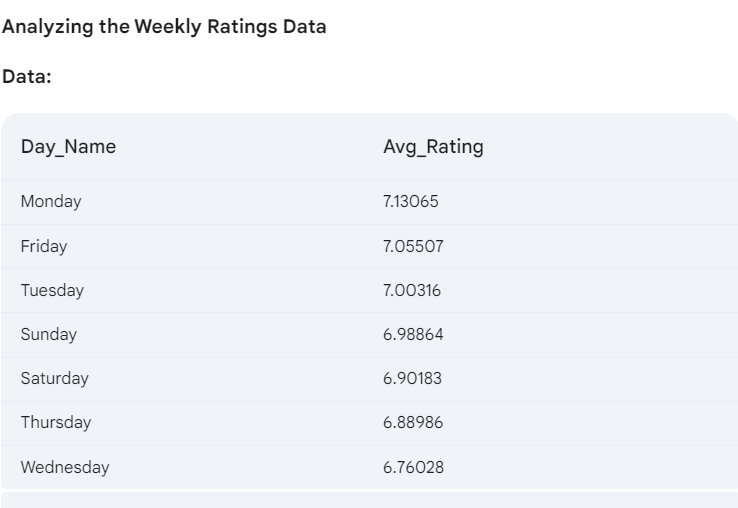 Analyzing the Weekly Ratings Data
Data:
Day_Name Avg_Rating
Monday 7.13065
Friday 7.05507
Tuesday 7.00316
Sunday 6.98864
Saturday 6.90183
Thursday 6.88986
Wednesday 6.76028